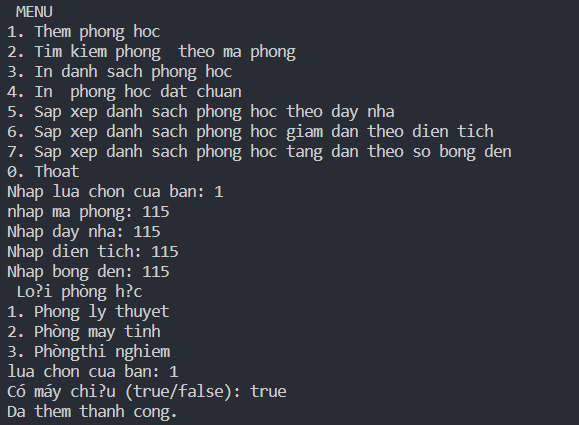 MENU
1. Them phong hoc
2. Tim kiem phong  theo ma phong
3. In danh sach phong hoc
4. In  phong hoc dat chuan
5. Sap xep danh sach phong hoc theo day nha
6. Sap xep danh sach phong hoc giam dan theo dien tich
7. Sap xep danh sach phong hoc tang dan theo so bong den
0. Thoat
Nhap lua chon cua ban: 1
nhap ma phong: 115
Nhap day nha: 115
Nhap dien tich: 115
Nhap bong den: 115
Lo?i phòng h?c
1. Phong ly thuyet
2. Phòng may tinh
3. Phòngthi nghiem
lua chon cua ban: 1
Có máy chi?u (true/false): true
Da them thanh cong.